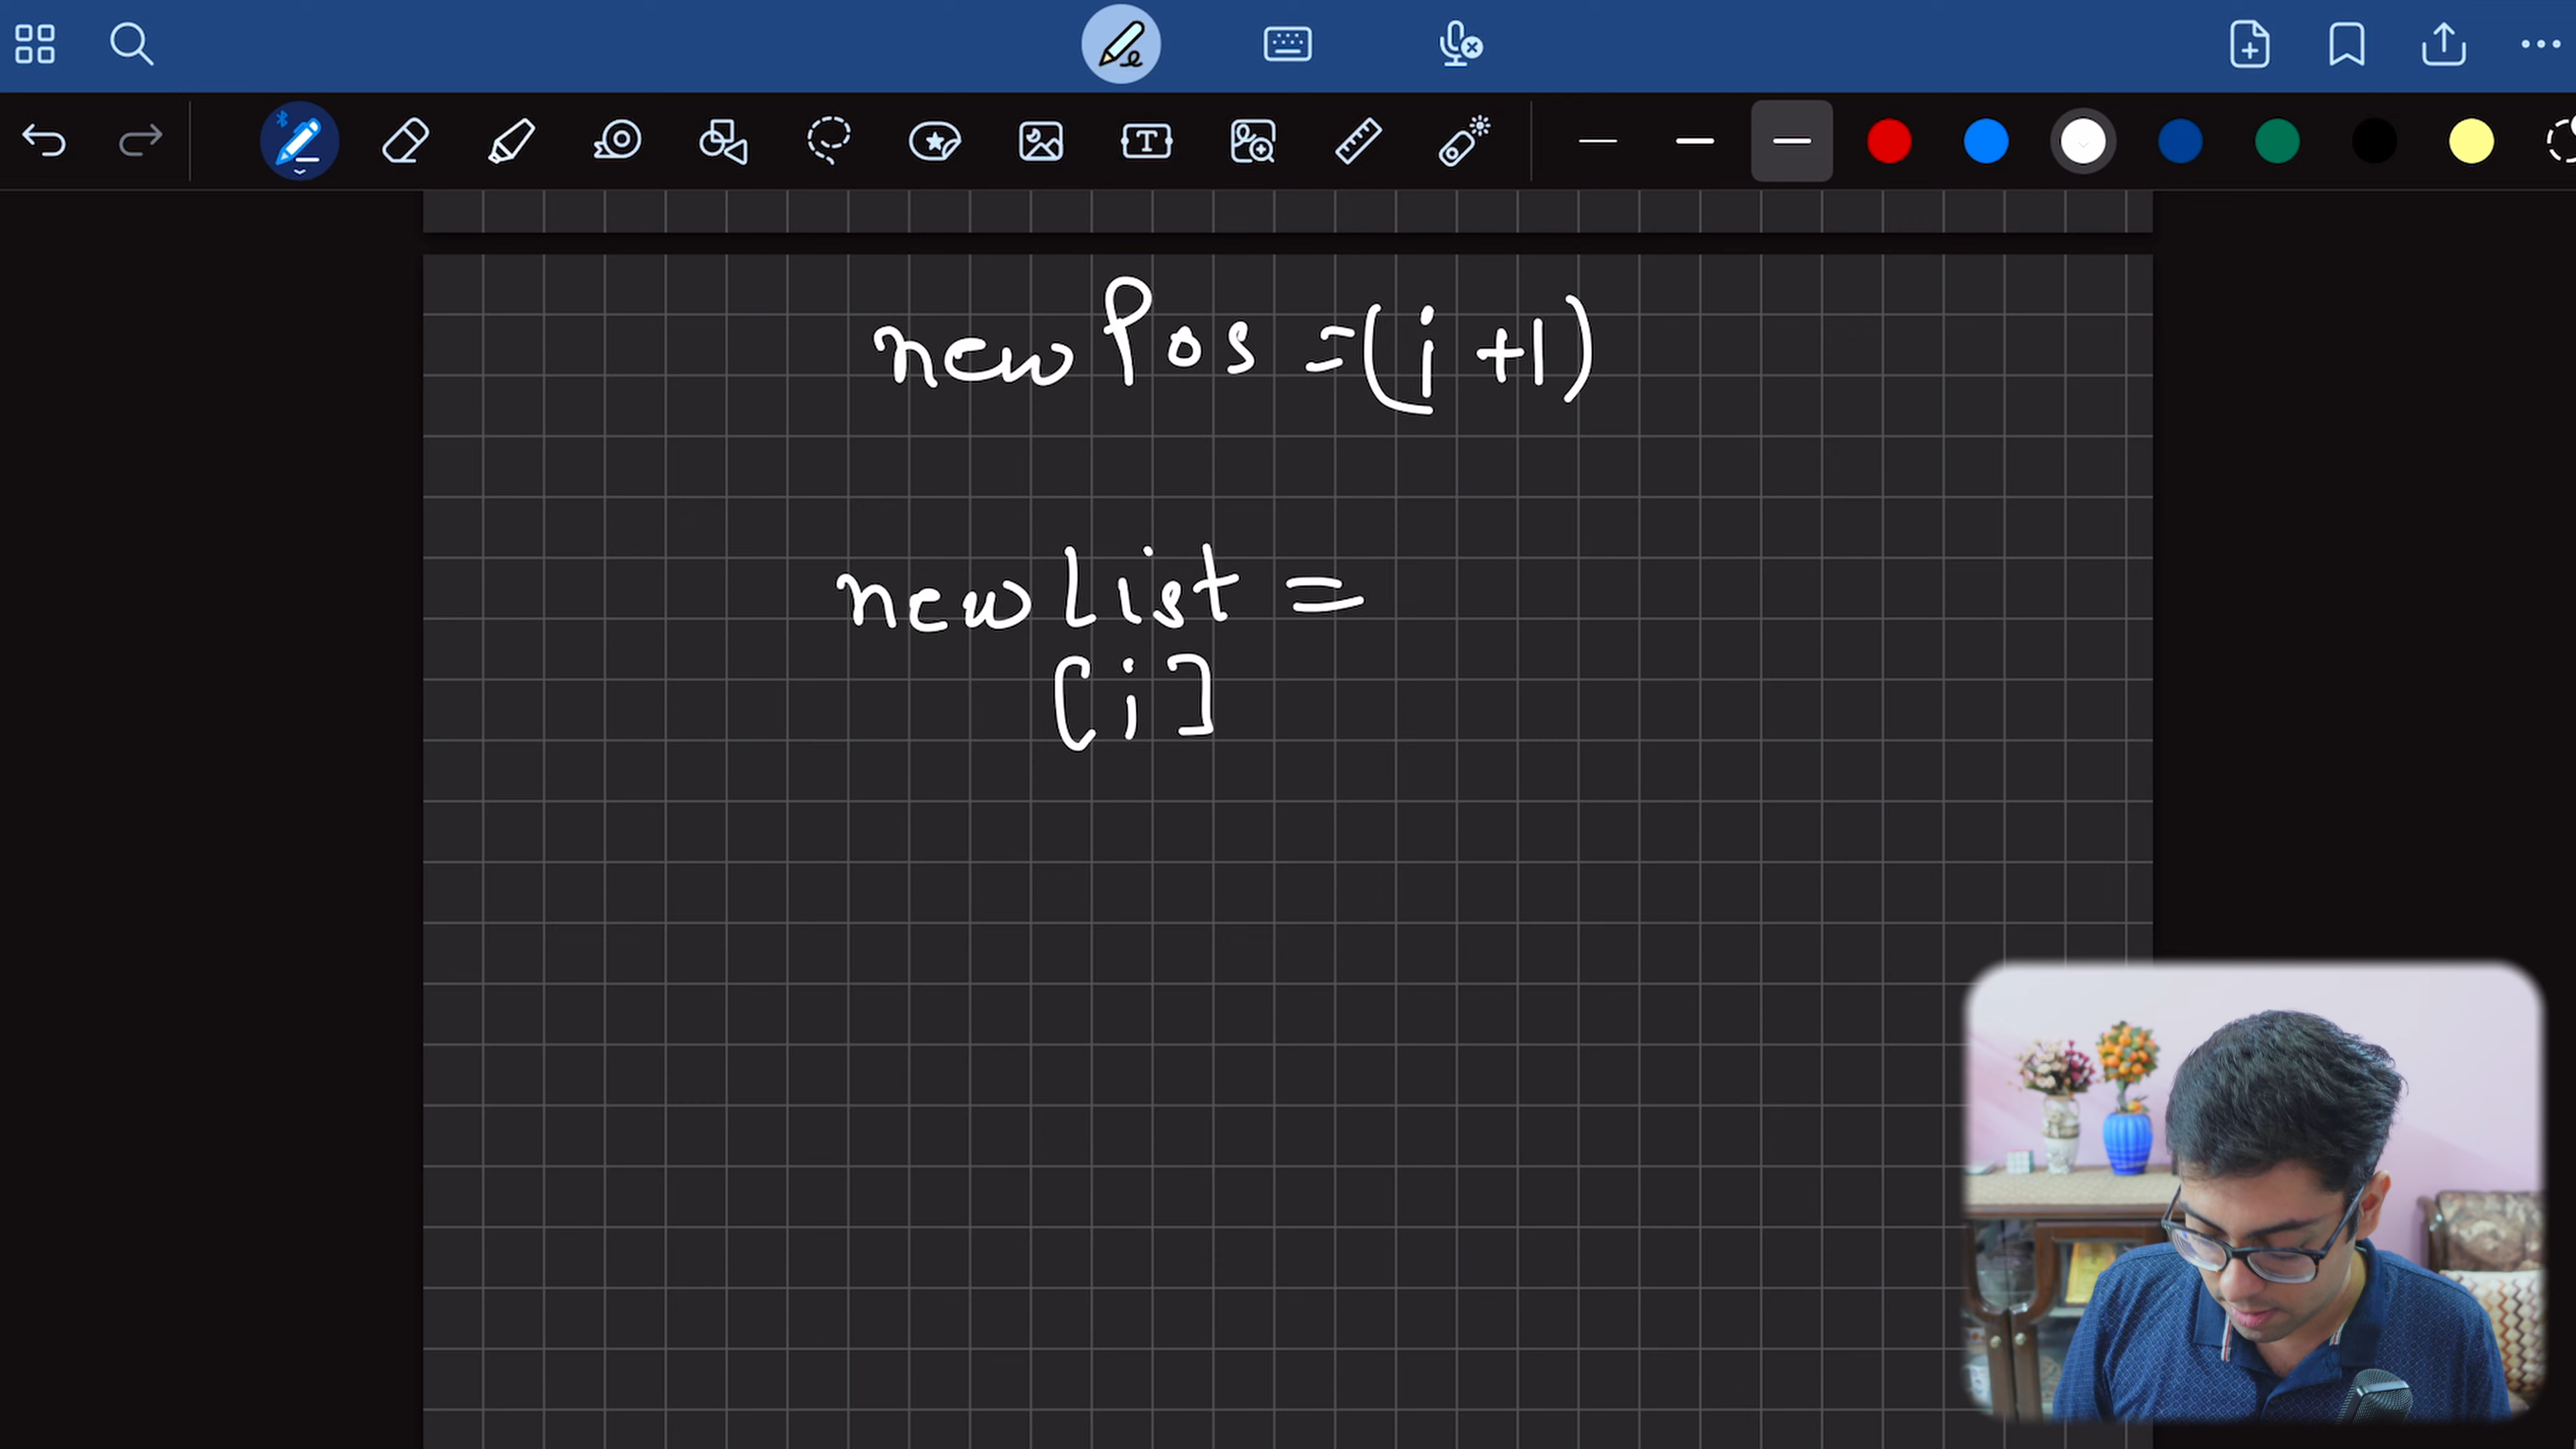 newPos =(i +1)
newList =
[i]